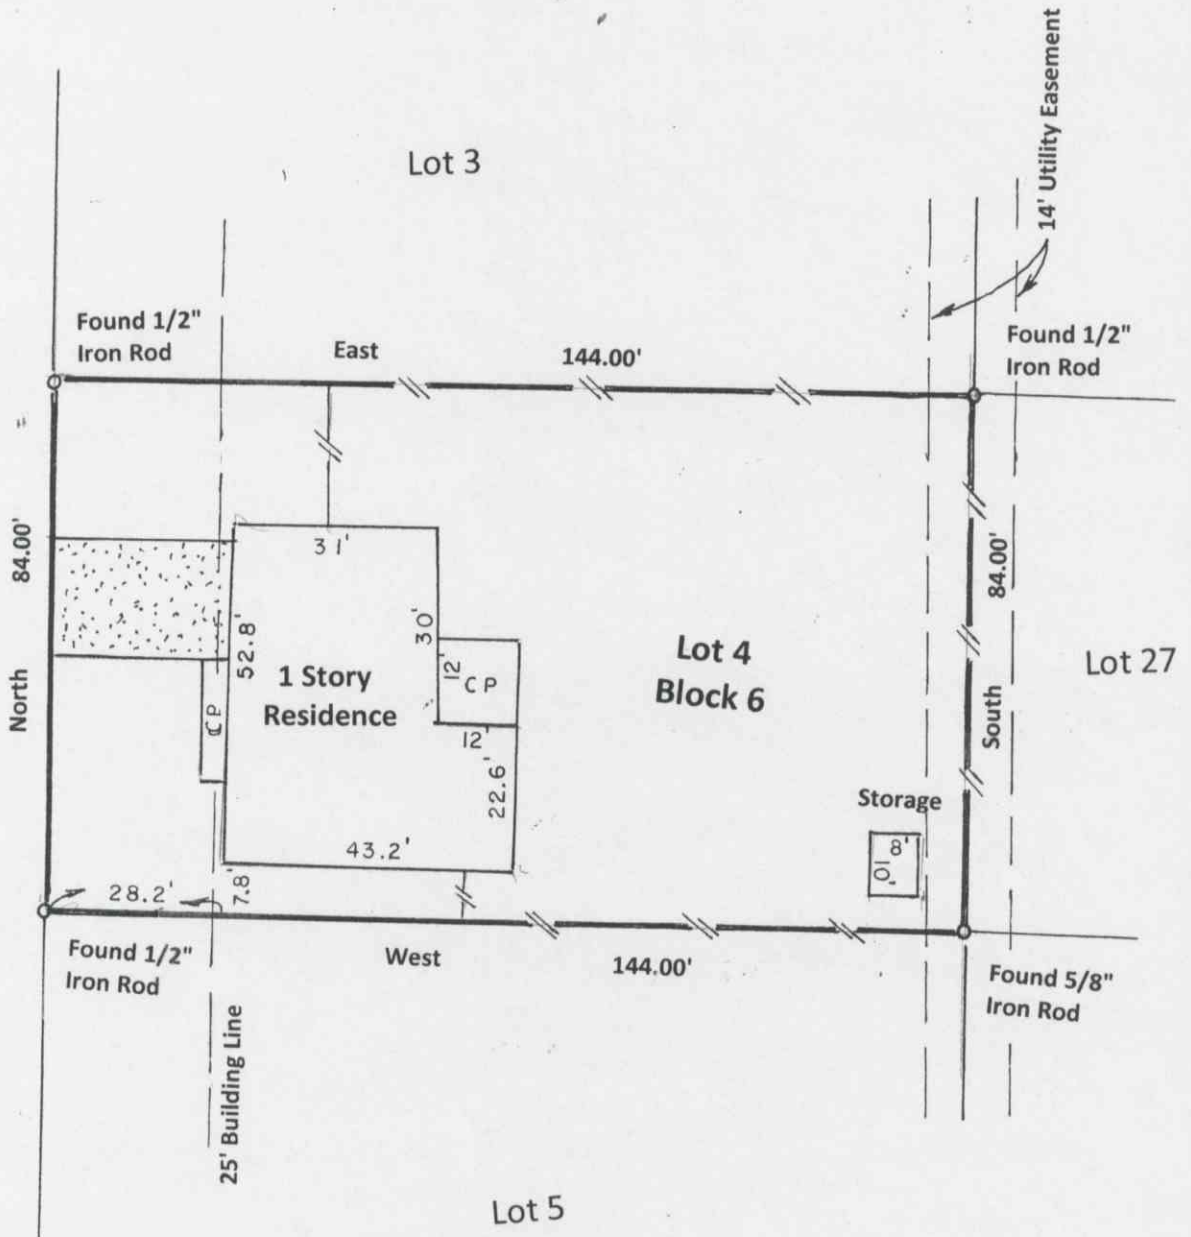 14' Utility Easement
Lot 3
Found 1/2"
Iron Rod
East
144.00'
Found 1/2"
Iron Rod
North 84.00'
31'
52.8'
30'
1 Story
Residence
12'
C P
12'
CP
22.6'
43.2'
Lot 4
Block 6
84.00'
South
Lot 27
Storage
10'
8'
28.2'
7.8'
Found 1/2"
Iron Rod
West
144.00'
Found 5/8"
Iron Rod
25' Building Line
Lot 5